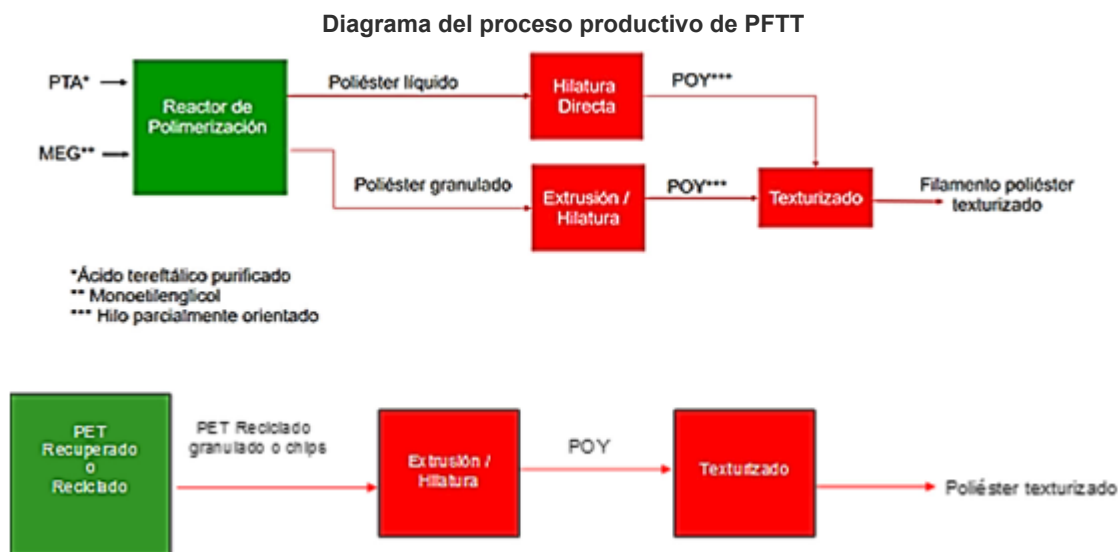 Diagrama del proceso productivo de PFTT
PTA*
MEG**
Reactor de
Polimerización
Poliéster líquido
Poliéster granulado
Hilatura
Directa
Extrusión /
Hilatura
POY***
POY***
Texturizado
Filamento poliéster
texturizado
*Ácido tereftálico purificado
** Monoetilenglicol
*** Hilo parcialmente orientado
PET
Recuperado
o
Reciclado
PET Reciclado
granulado o chips
Extrusión /
Hilatura
POY
Texturizado
Poliéster texturizado